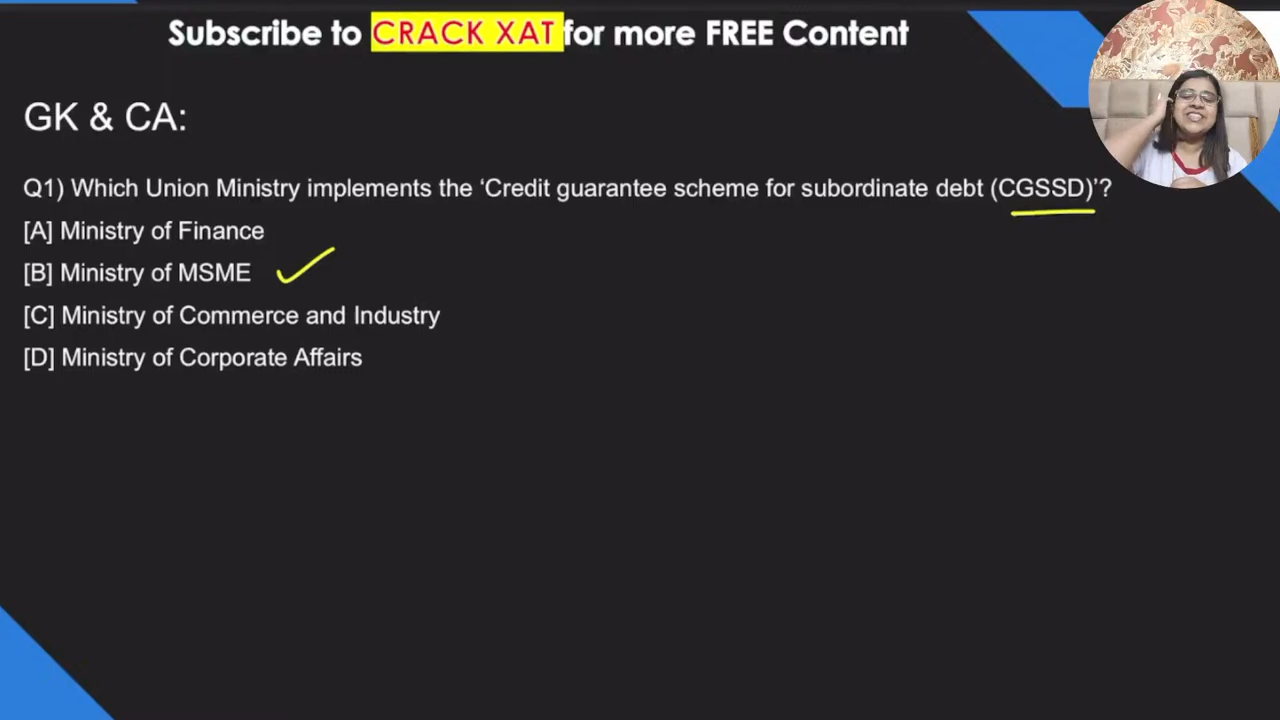 Subscribe to CRACK XAT for more FREE Content
GK & CA:
Q1) Which Union Ministry implements the ‘Credit guarantee scheme for subordinate debt (CGSSD)’?
[A] Ministry of Finance
[B] Ministry of MSME
[C] Ministry of Commerce and Industry
[D] Ministry of Corporate Affairs